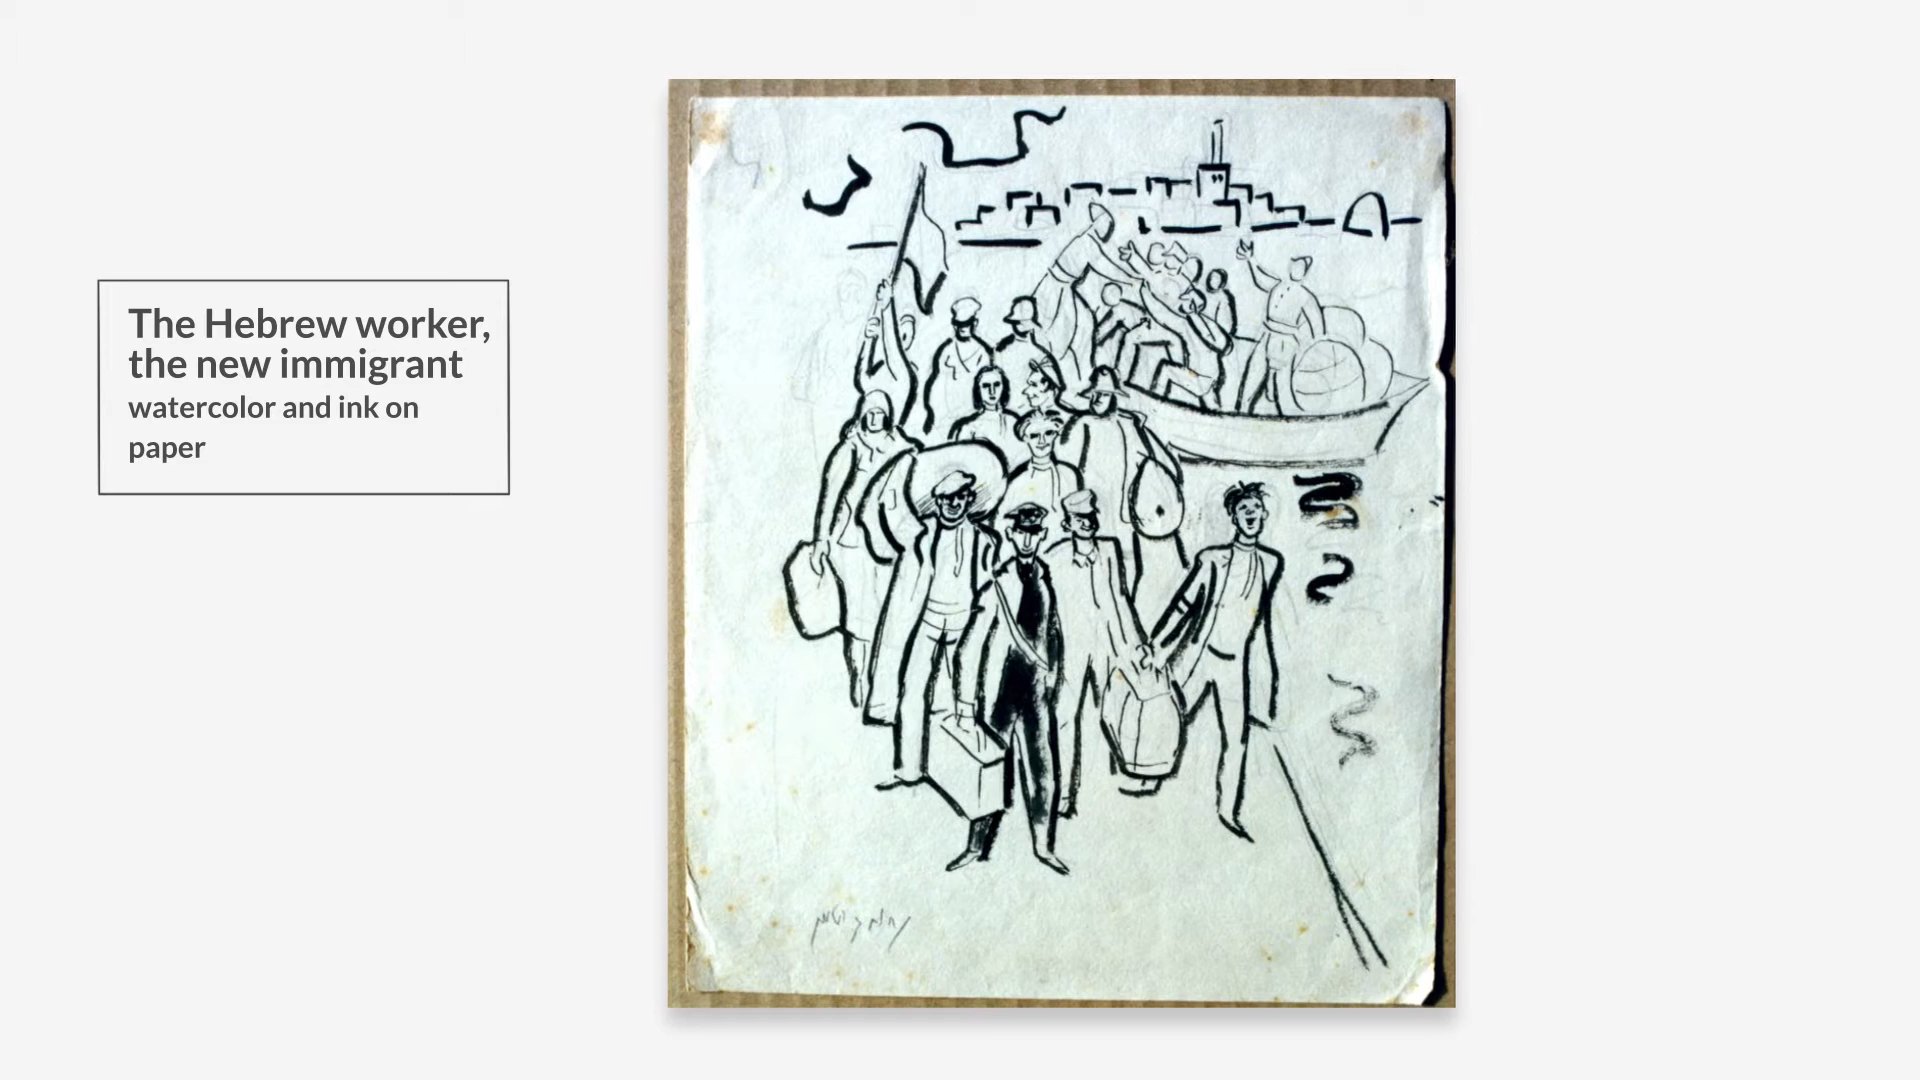 The Hebrew worker,
the new immigrant
watercolor and ink on
paper